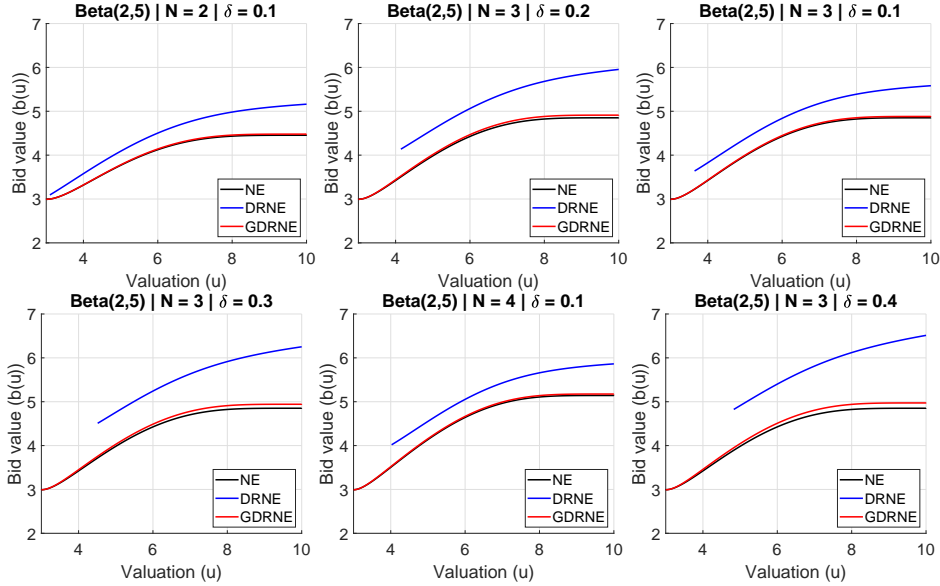 Beta(2,5) | N = 2 | δ = 0.1
Bid value (b(u))
7
6
5
4
3
2
4
6
8
10
Valuation (u)
NE
DRNE
GDRNE
Beta(2,5) | N = 3 | δ = 0.2
Bid value (b(u))
7
6
5
4
3
2
4
6
8
10
Valuation (u)
NE
DRNE
GDRNE
Beta(2,5) | N = 3 | δ = 0.1
Bid value (b(u))
7
6
5
4
3
2
4
6
8
10
Valuation (u)
NE
DRNE
GDRNE
Beta(2,5) | N = 3 | δ = 0.3
Bid value (b(u))
7
6
5
4
3
2
4
6
8
10
Valuation (u)
NE
DRNE
GDRNE
Beta(2,5) | N = 4 | δ = 0.1
Bid value (b(u))
7
6
5
4
3
2
4
6
8
10
Valuation (u)
NE
DRNE
GDRNE
Beta(2,5) | N = 3 | δ = 0.4
Bid value (b(u))
7
6
5
4
3
2
4
6
8
10
Valuation (u)
NE
DRNE
GDRNE